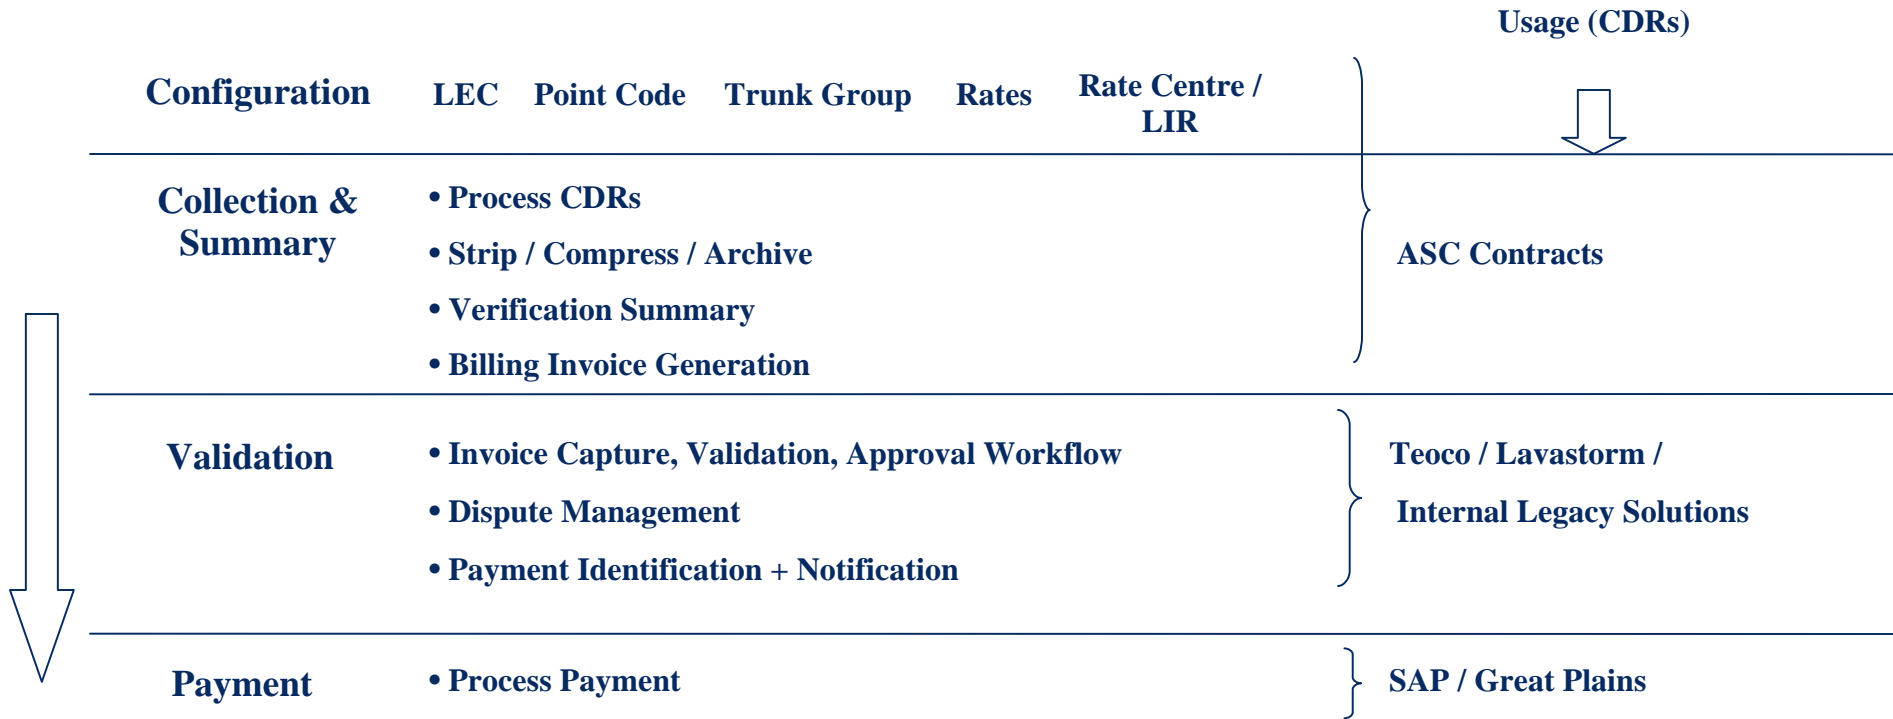 Usage (CDRs)
Configuration LEC Point Code Trunk Group Rates Rate Centre /
LIR
Collection &
Summary
• Process CDRs
• Strip / Compress / Archive
• Verification Summary
• Billing Invoice Generation
ASC Contracts
Validation
• Invoice Capture, Validation, Approval Workflow
• Dispute Management
• Payment Identification + Notification
Teoco / Lavastorm /
Internal Legacy Solutions
Payment
• Process Payment
SAP / Great Plains